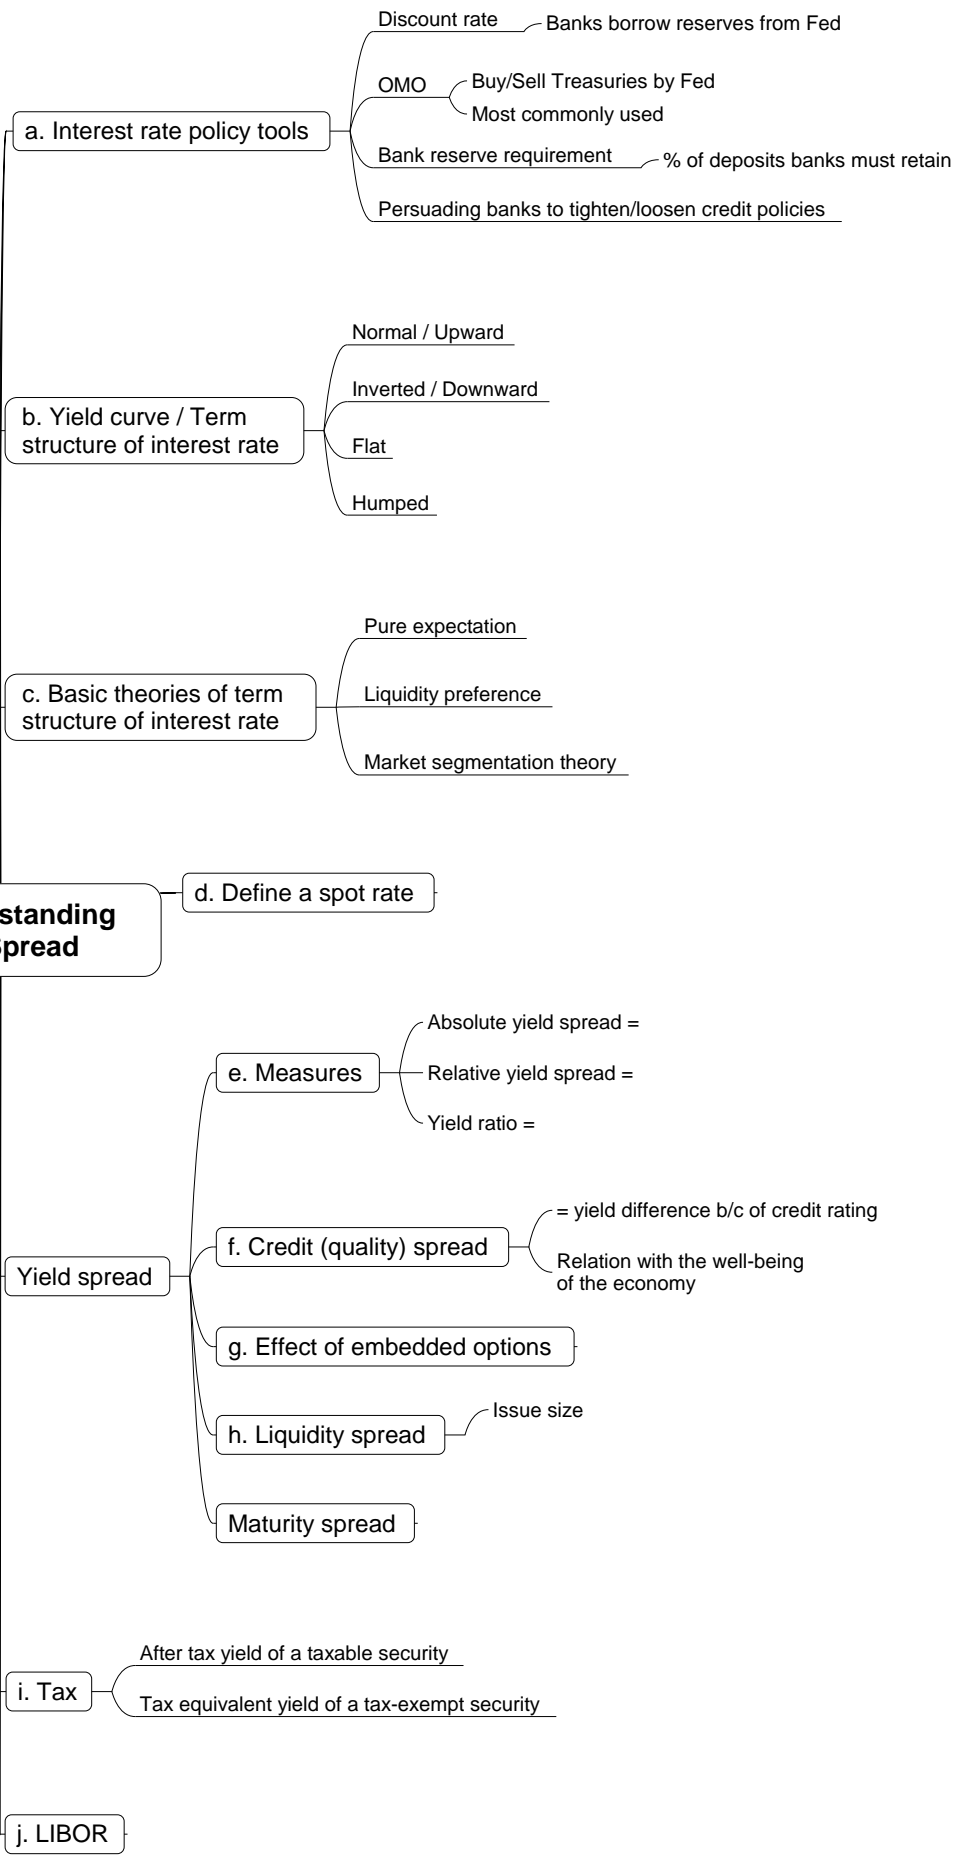 Discount rate
Banks borrow reserves from Fed
OMO
Buy/Sell Treasuries by Fed
Most commonly used
a. Interest rate policy tools
Bank reserve requirement
% of deposits banks must retain
Persuading banks to tighten/loosen credit policies
Normal / Upward
Inverted / Downward
b. Yield curve / Term
structure of interest rate
Flat
Humped
Pure expectation
c. Basic theories of term
structure of interest rate
Liquidity preference
Market segmentation theory
d. Define a spot rate
standing
Spread
Absolute yield spread =
e. Measures
Relative yield spread =
Yield ratio =
= yield difference b/c of credit rating
f. Credit (quality) spread
Relation with the well-being
of the economy
Yield spread
g. Effect of embedded options
Issue size
h. Liquidity spread
Maturity spread
After tax yield of a taxable security
i. Tax
Tax equivalent yield of a tax-exempt security
j. LIBOR